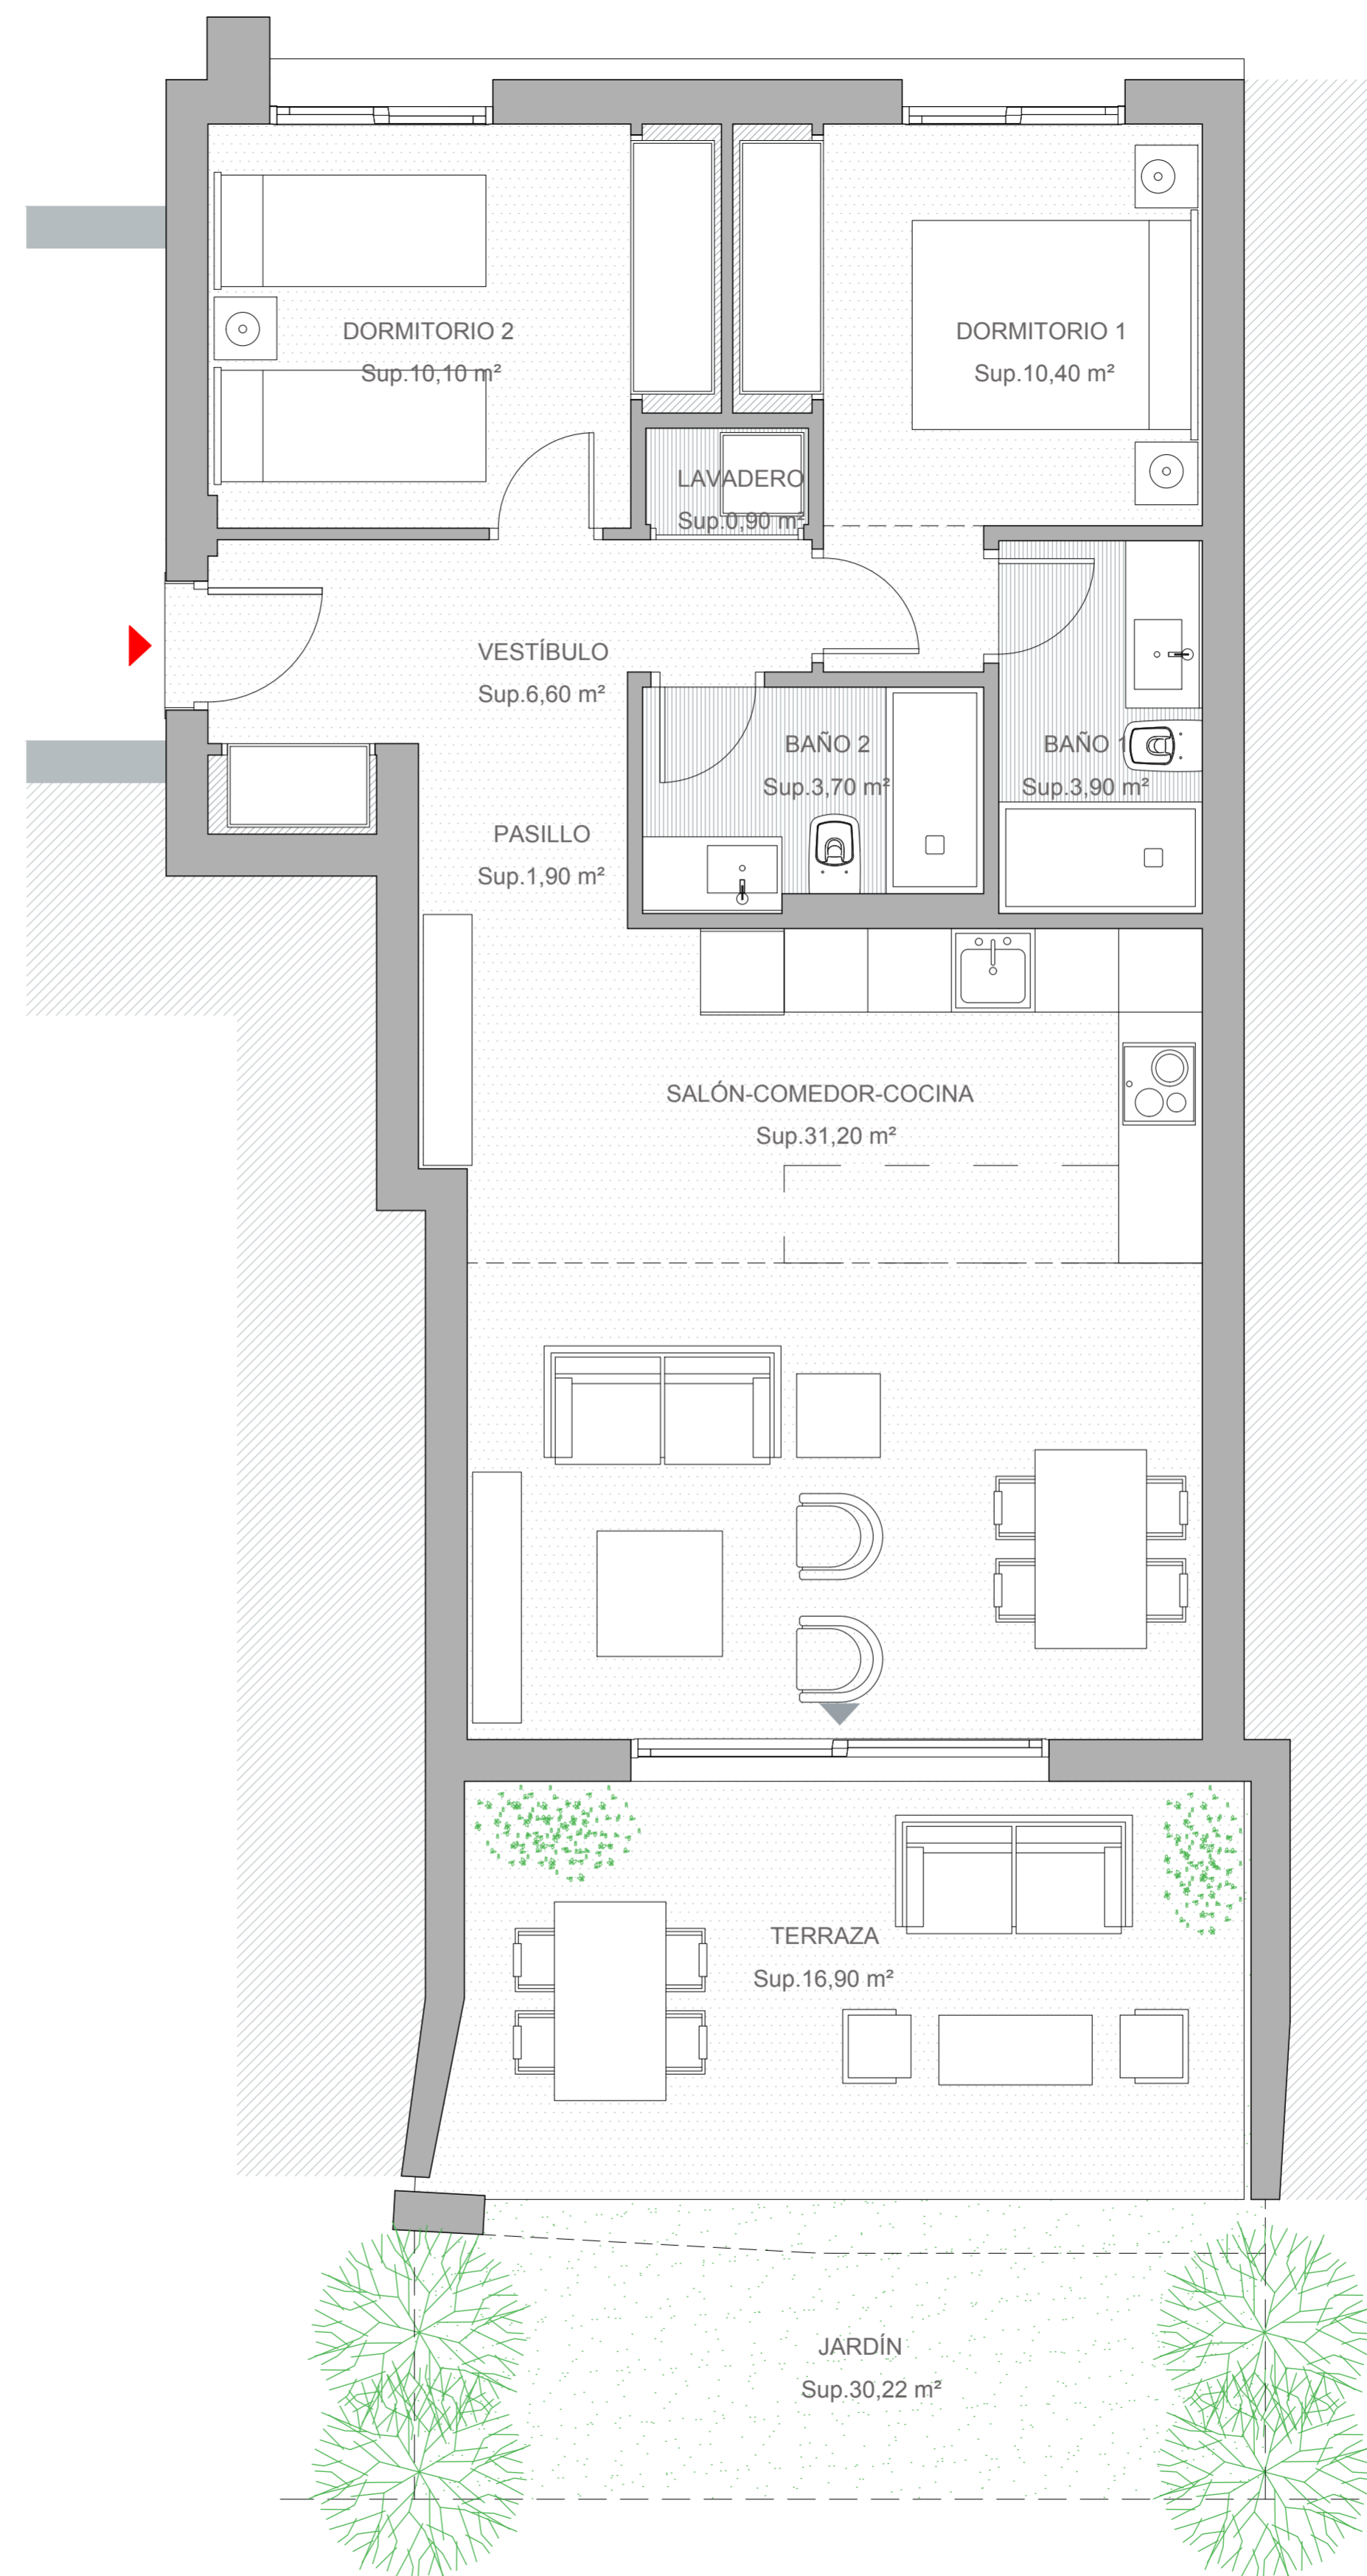 DORMITORIO 2
Sup.10,10 m²
DORMITORIO 1
Sup.10,40 m²
LAVADERO
Sup.0,90 m²
VESTÍBULO
Sup.6,60 m²
BAÑO 2
Sup.3,70 m²
BAÑO 1
Sup.3,90 m²
PASILLO
Sup.1,90 m²
SALÓN-COMEDOR-COCINA
Sup.31,20 m²
TERRAZA
Sup.16,90 m²
JARDÍN
Sup.30,22 m²